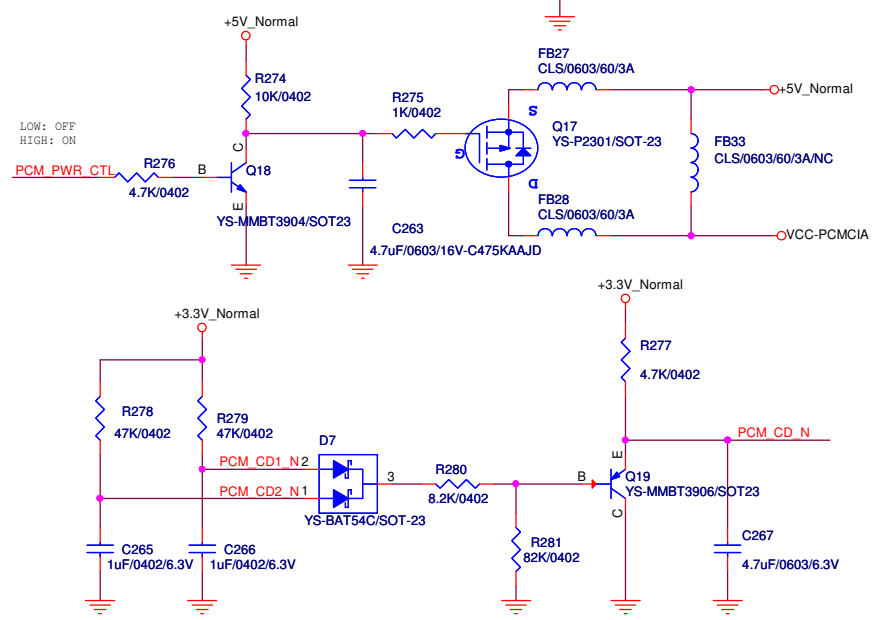 +5V_Normal
R274
10K/0402
LOW: OFF
HIGH: ON
PCM_PWR_CTL
R276
4.7K/0402
B
C
E
Q18
YS-MMBT3904/SOT23
R275
1K/0402
C263
4.7uF/0603/16V-C475KAAJD
FB27
CLS/0603/60/3A
S
G
D
Q17
YS-P2301/SOT-23
FB28
CLS/0603/60/3A
+5V_Normal
FB33
CLS/0603/60/3A/NC
VCC-PCMCIA
+3.3V_Normal
R278
47K/0402
R279
47K/0402
PCM_CD1_N
2
PCM_CD2_N
1
D7
3
YS-BAT54C/SOT-23
C265
1uF/0402/6.3V
C266
1uF/0402/6.3V
R280
8.2K/0402
R281
82K/0402
+3.3V_Normal
R277
4.7K/0402
PCM_CD_N
B
E
C
Q19
YS-MMBT3906/SOT23
C267
4.7uF/0603/6.3V